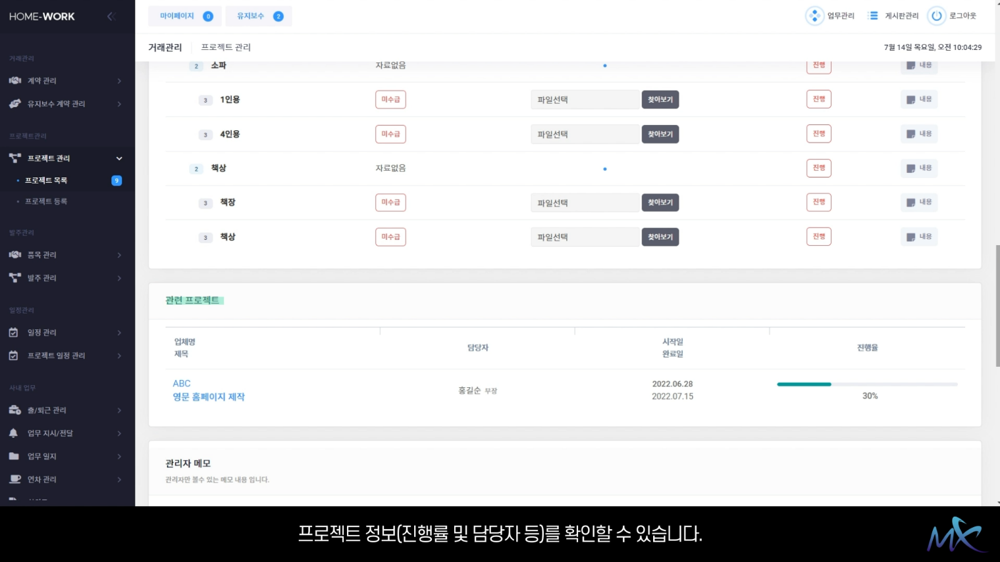 HOME-WORK
마이페이지 0
유지보수 2
업무관리
게시판관리
로그아웃
거래관리
프로젝트 관리
7월 14일 목요일, 오전 10:04:29
거래관리
계약 관리
유지보수 계약 관리
프로젝트관리
프로젝트 관리
프로젝트 목록 9
프로젝트 등록
발주관리
품목 관리
발주 관리
일정관리
일정 관리
프로젝트 일정 관리
사내 업무
출/퇴근 관리
업무 지시/전달
업무 일지
연차 관리
2 소파 자료없음 진행 내용
3 1인용 미수급 파일선택 찾아보기 진행 내용
3 4인용 미수급 파일선택 찾아보기 진행 내용
2 책상 자료없음 진행 내용
3 책장 미수급 파일선택 찾아보기 진행 내용
3 책상 미수급 파일선택 찾아보기 진행 내용
관련 프로젝트
업체명
제목
담당자
시작일
완료일
진행율
ABC
영문 홈페이지 제작
홍길순 부장
2022.06.28
2022.07.15
30%
관리자 메모
관리자만 볼수 있는 메모 내용 입니다.
프로젝트 정보(진행률 및 담당자 등)를 확인할 수 있습니다.
MX